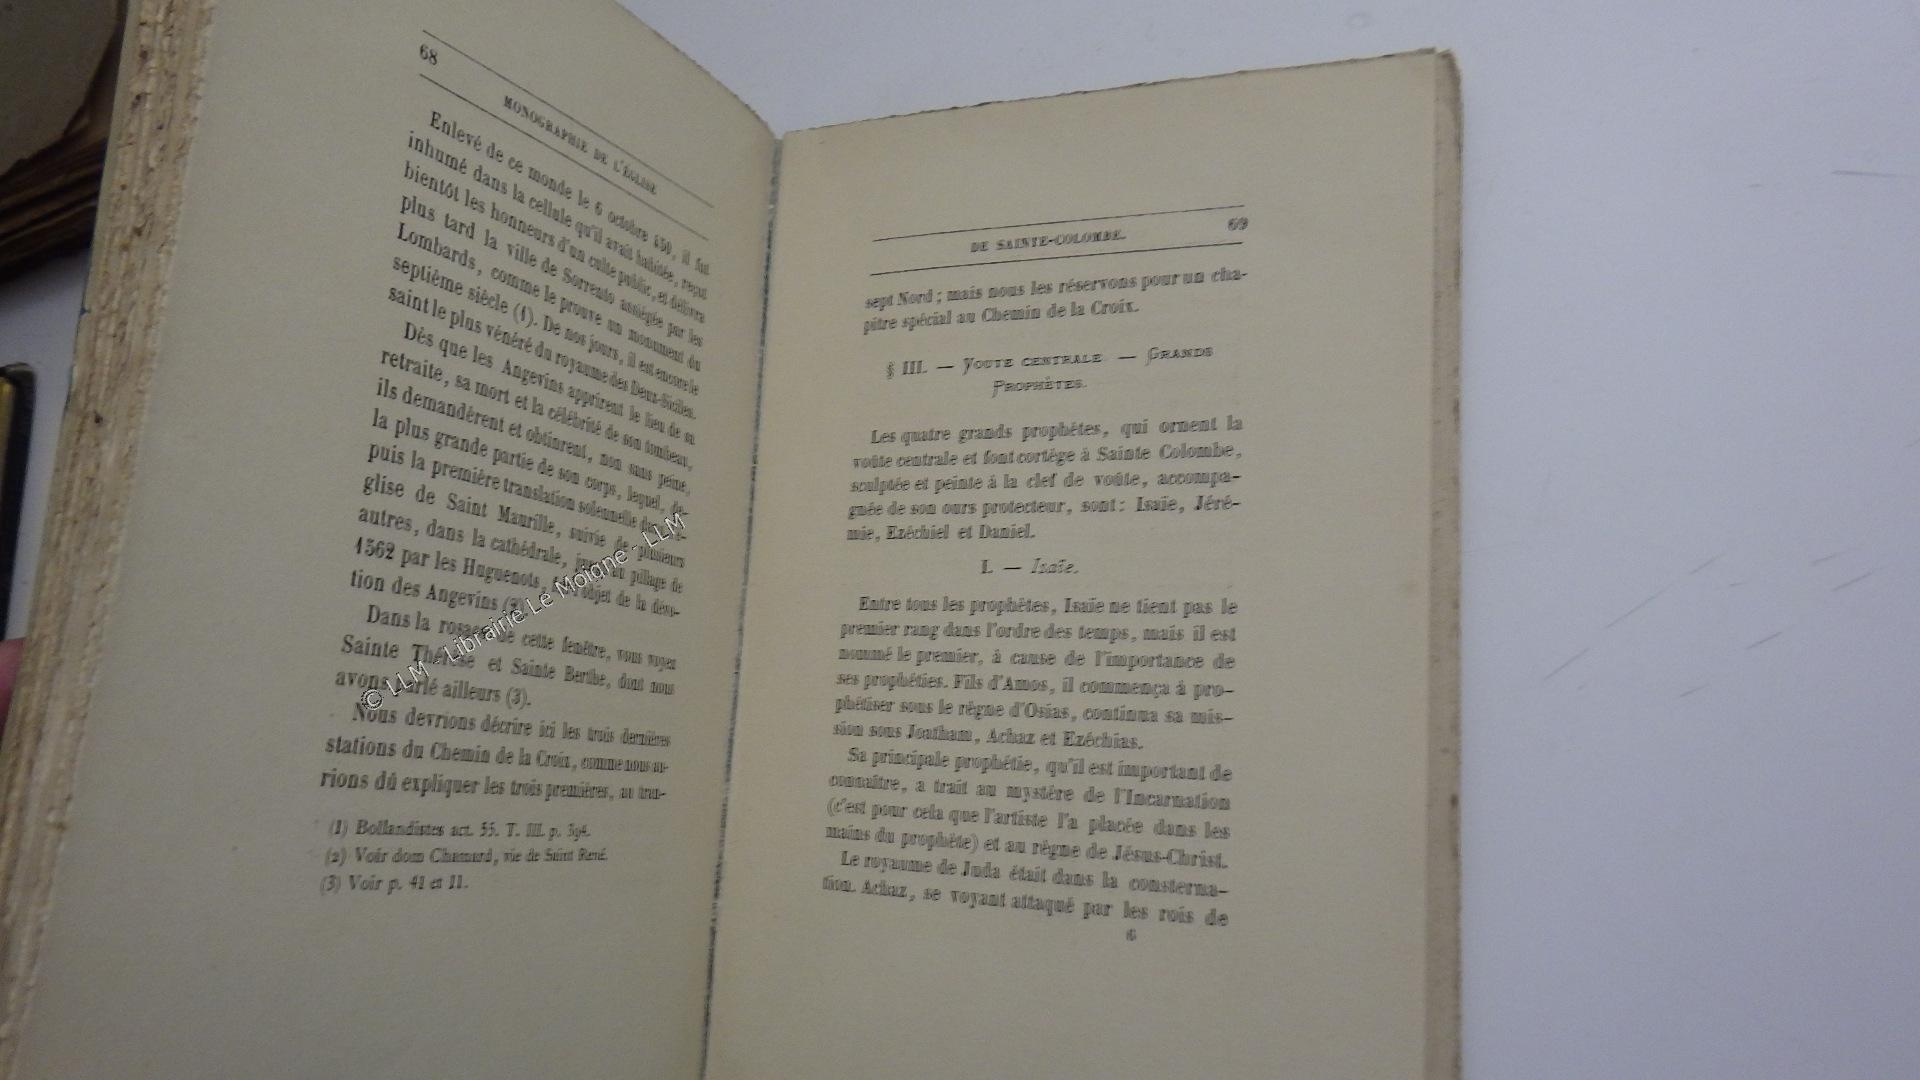 68
MONOGRAPHIE DE L'ÉGLISE
Enlevé de ce monde le 6 octobre 450, il fut
inhumé dans la cellule qu'il avait habitée, reçut
bientôt les honneurs d'un culte public, et délivra
plus tard la ville de Sorrento assiégée par les
Lombards, comme le prouve un monument du
septième siècle (1). De nos jours, il est encore le
saint le plus vénéré du royaume des Deux-Siciles.
Dès que les Angevins apprirent le lieu de sa
retraite, sa mort et la célébrité de son tombeau,
ils demandèrent et obtinrent, non sans peine,
la plus grande partie de son corps, lequel, de-
puis la première translation solennelle
glise de Saint Maurille, suivie de plusieurs
autres, dans la cathédrale, pillage de
1562 par les Huguenots, l'objet de la dévo-
tion des Angevins (2).
Dans la rosace de cette fenêtre, vous voyez
Sainte Thérèse et Sainte Berthe, dont nous
avons parlé ailleurs (3).
Nous devrions décrire ici les trois dernières
stations du Chemin de la Croix, comme nous au-
rions dû expliquer les trois premières, au tran-
(1) Bollandistes act. SS. T. III. p. 394.
(2) Voir dom Chamard, vie de Saint René.
(3) Voir p. 41 et 11.
© LLM - Librairie Le Moigne - LLM
DE SAINTE-COLOMBE. 69
sept Nord ; mais nous les réservons pour un cha-
pitre spécial au Chemin de la Croix.
§ III. — VOUTE CENTRALE — GRANDS
PROPHÈTES.
Les quatre grands prophètes, qui ornent la
voûte centrale et font cortège à Sainte Colombe,
sculptée et peinte à la clef de voûte, accompa-
gnée de son ours protecteur, sont : Isaïe, Jéré-
mie, Ezéchiel et Daniel.
I. — Isaïe.
Entre tous les prophètes, Isaïe ne tient pas le
premier rang dans l'ordre des temps, mais il est
nommé le premier, à cause de l'importance de
ses prophéties. Fils d'Amos, il commença à pro-
phétiser sous le règne d'Osias, continua sa mis-
sion sous Joatham, Achaz et Ezéchias.
Sa principale prophétie, qu'il est important de
connaître, a trait au mystère de l'Incarnation
(c'est pour cela que l'artiste l'a placée dans les
mains du prophète) et au règne de Jésus-Christ.
Le royaume de Juda était dans la consterna-
tion. Achaz, se voyant attaqué par les rois de
6